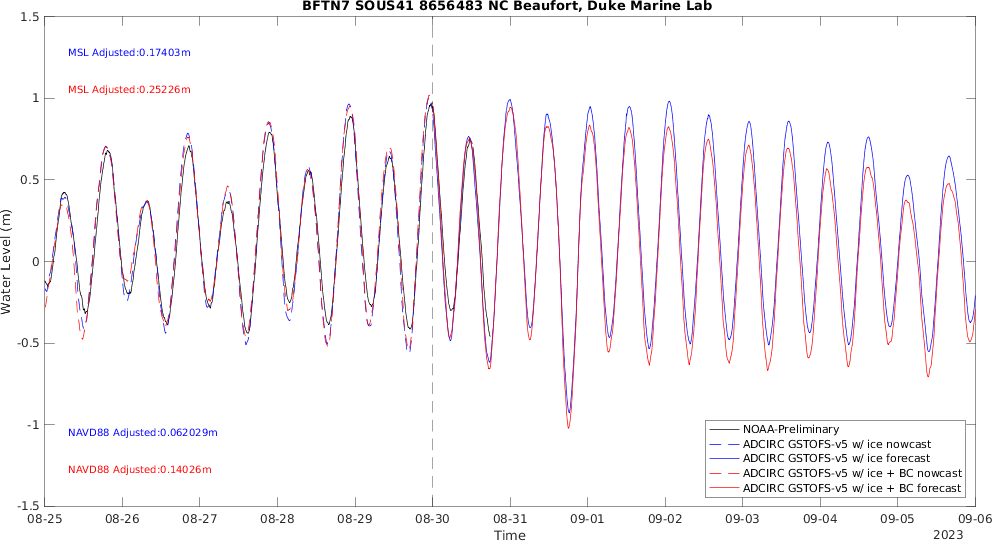 BFTN7 SOUS41 8656483 NC Beaufort, Duke Marine Lab
1.5
MSL Adjusted:0.17403m
MSL Adjusted:0.25226m
1
0.5
Water Level (m)
0
-0.5
-1
NAVD88 Adjusted:0.062029m
NAVD88 Adjusted:0.14026m
-1.5
NOAA-Preliminary
ADCIRC GSTOFS-v5 w/ ice nowcast
ADCIRC GSTOFS-v5 w/ ice forecast
ADCIRC GSTOFS-v5 w/ ice + BC nowcast
ADCIRC GSTOFS-v5 w/ ice + BC forecast
08-25 08-26 08-27 08-28 08-29 08-30 08-31 09-01 09-02 09-03 09-04 09-05 09-06
Time
2023